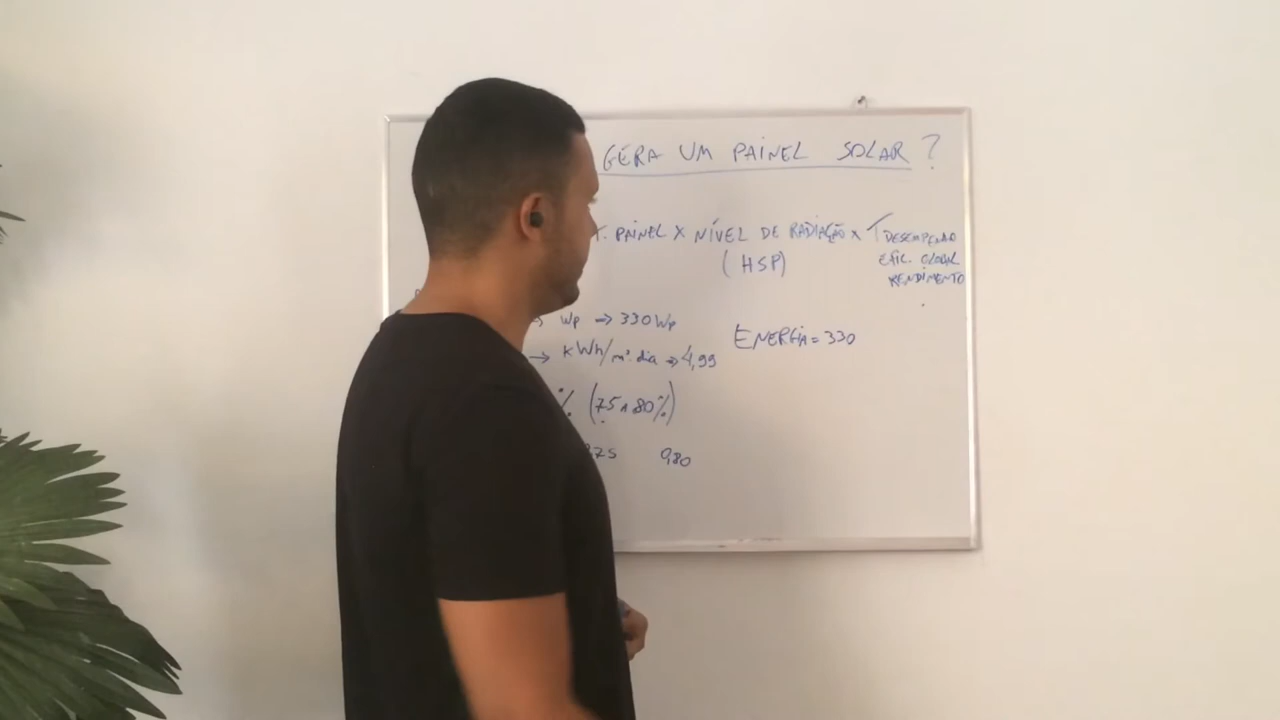 GERA UM PAINEL SOLAR ?
T. PAINEL X NÍVEL DE RADIAÇÃO X T DESEMPENHO
(HSP)
EFIC. GLOBAL
RENDIMENTO
→ Wp → 330 Wp
ENERGIA = 330
→ KWh/m².dia → 4,99
% (75 A 80%)
0,80